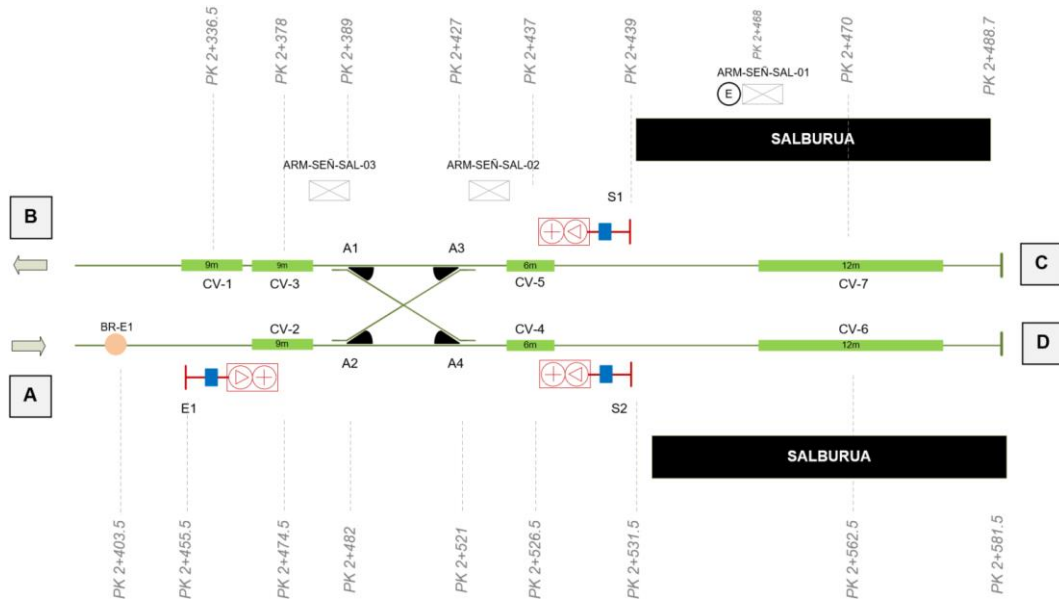 PK 2+336.5
PK 2+378
PK 2+389
PK 2+427
PK 2+437
PK 2+439
PK 2+468
PK 2+470
PK 2+488.7
ARM-SEÑ-SAL-01
E
SALBURUA
ARM-SEÑ-SAL-03
ARM-SEÑ-SAL-02
S1
B
A1
A3
9m
9m
6m
12m
C
CV-1
CV-3
CV-5
CV-7
BR-E1
CV-2
CV-4
CV-6
9m
6m
12m
D
A2
A4
A
E1
S2
SALBURUA
PK 2+403.5
PK 2+455.5
PK 2+474.5
PK 2+482
PK 2+521
PK 2+526.5
PK 2+531.5
PK 2+562.5
PK 2+581.5